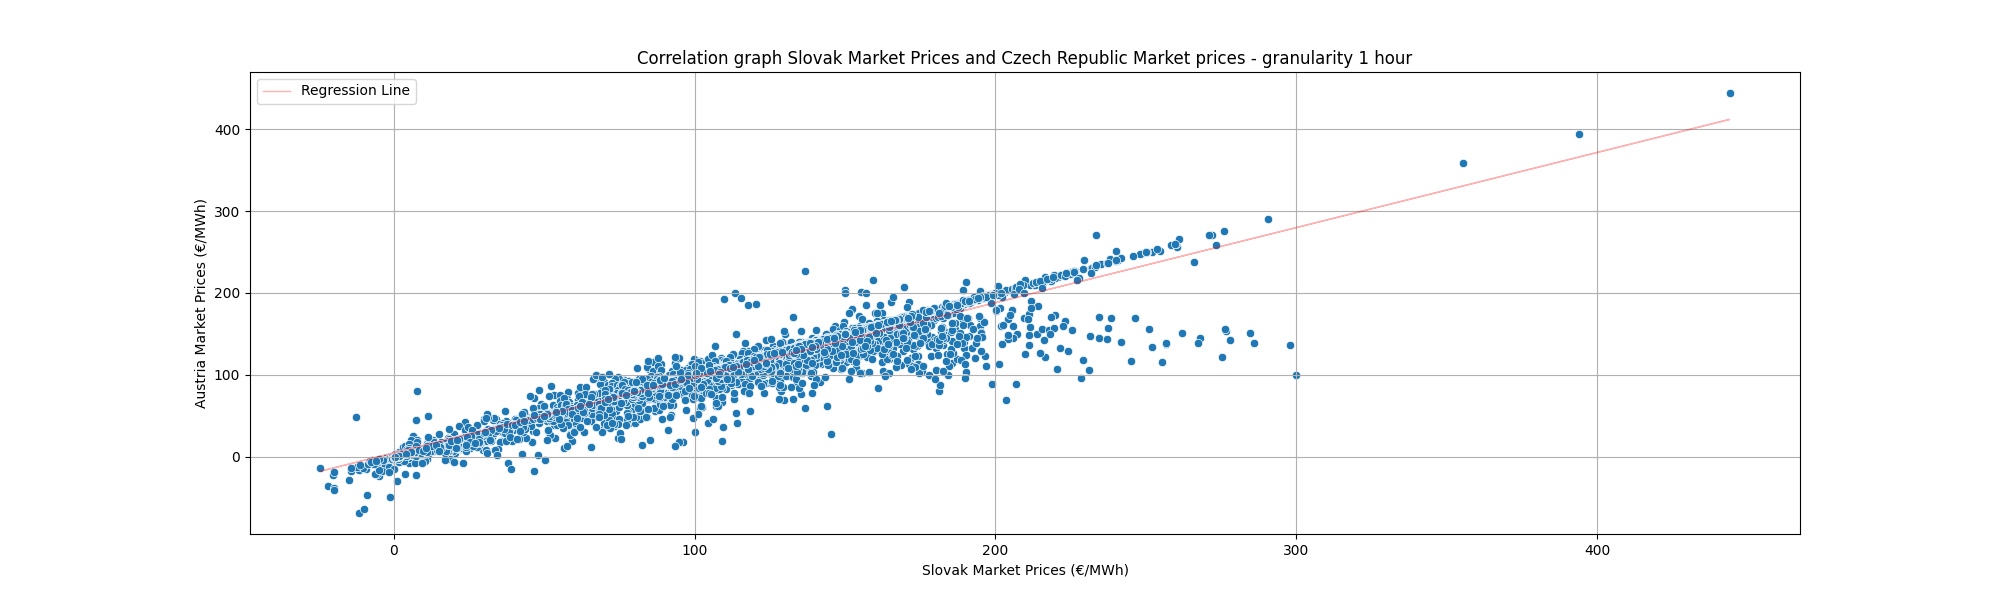 Correlation graph Slovak Market Prices and Czech Republic Market prices - granularity 1 hour
Regression Line
Austria Market Prices (€/MWh)
400
300
200
100
0
0
100
200
300
400
Slovak Market Prices (€/MWh)